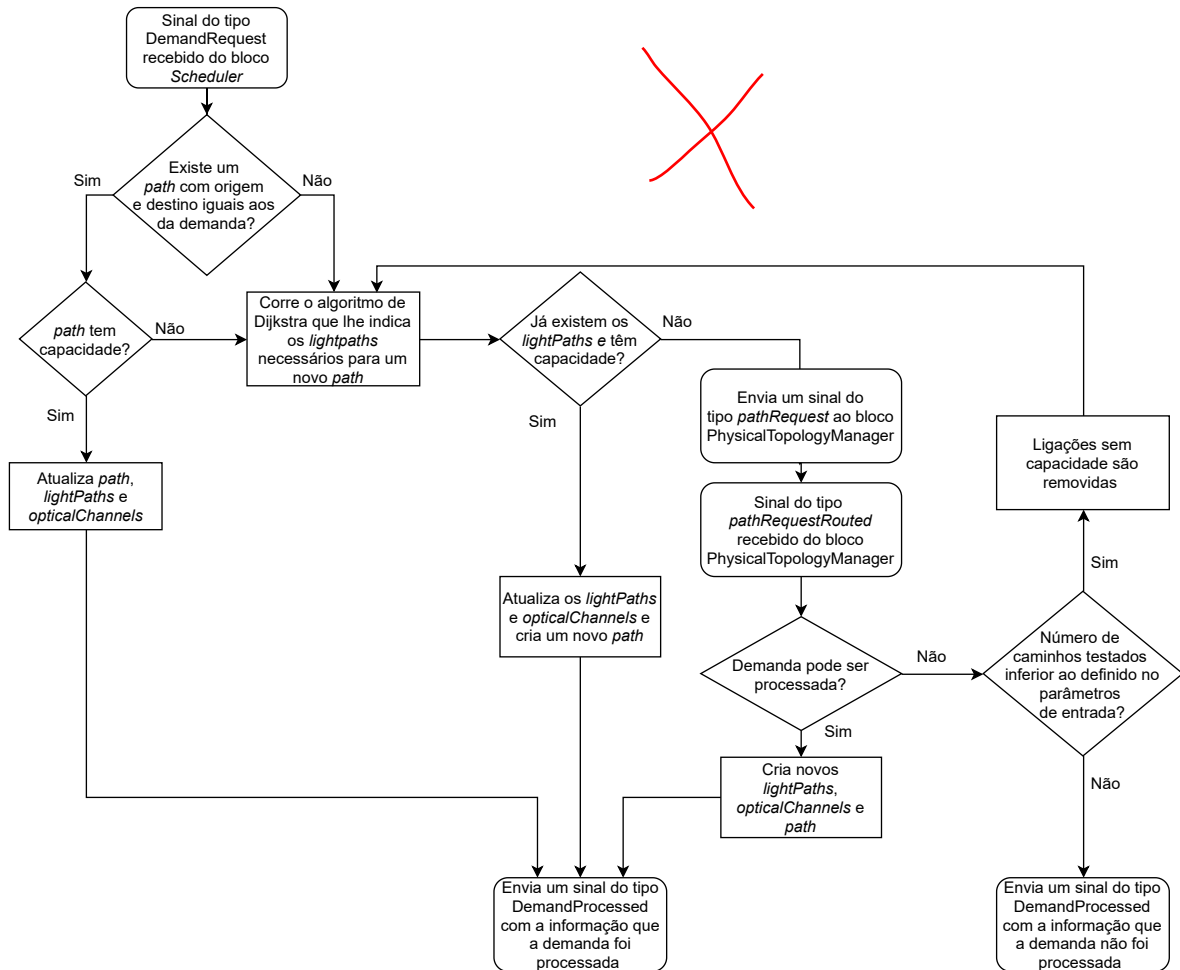 Sinal do tipo
DemandRequest
recebido do bloco
Scheduler
Existe um
path com origem
e destino iguais aos
da demanda?
Sim
Não
path tem
capacidade?
Não
Sim
Corre o algoritmo de
Dijkstra que lhe indica
os lightpaths
necessários para um
novo path
Já existem os
lightPaths e têm
capacidade?
Não
Sim
Atualiza path,
lightPaths e
opticalChannels
Envia um sinal do
tipo pathRequest ao bloco
PhysicalTopologyManager
Sinal do tipo
pathRequestRouted
recebido do bloco
PhysicalTopologyManager
Ligações sem
capacidade são
removidas
Sim
Atualiza os lightPaths
e opticalChannels e
cria um novo path
Demanda pode ser
processada?
Não
Sim
Número de
caminhos testados
inferior ao definido no
parâmetros
de entrada?
Não
Cria novos
lightPaths,
opticalChannels e
path
Envia um sinal do tipo
DemandProcessed
com a informação que
a demanda foi
processada
Envia um sinal do tipo
DemandProcessed
com a informação que
a demanda não foi
processada